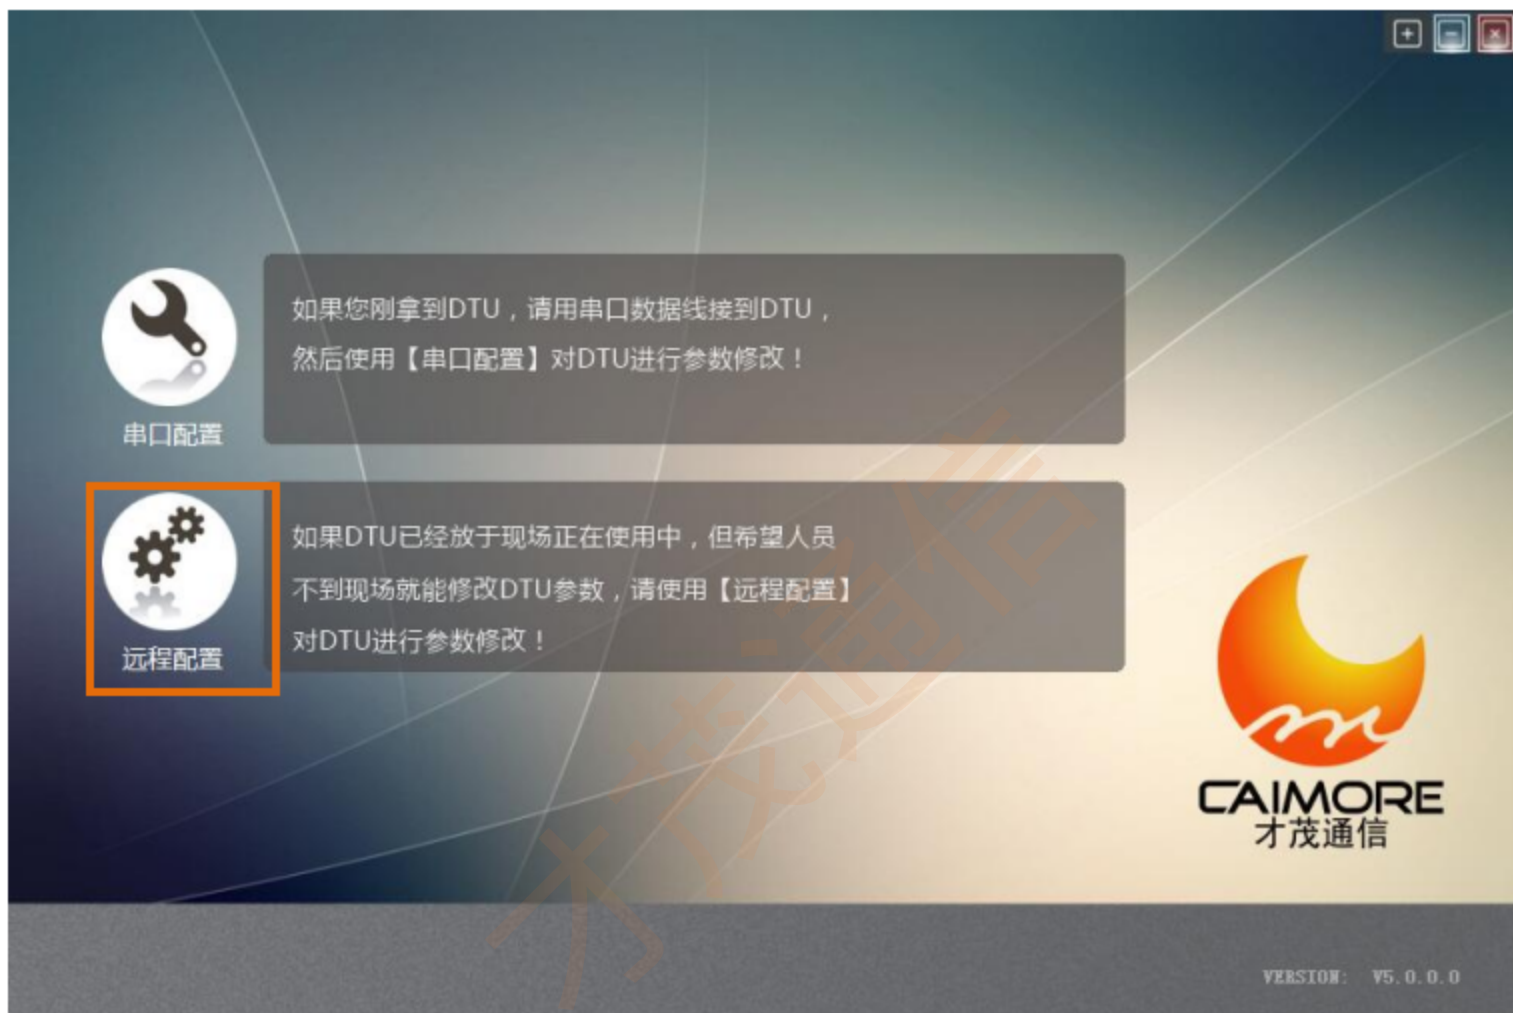 如果您刚拿到DTU，请用串口数据线接到DTU，
然后使用【串口配置】对DTU进行参数修改！
串口配置
如果DTU已经放于现场正在使用中，但希望人员
不到现场就能修改DTU参数，请使用【远程配置】
对DTU进行参数修改！
远程配置
CAIMORE
才茂通信
才茂通信
VERSION: V5.0.0.0